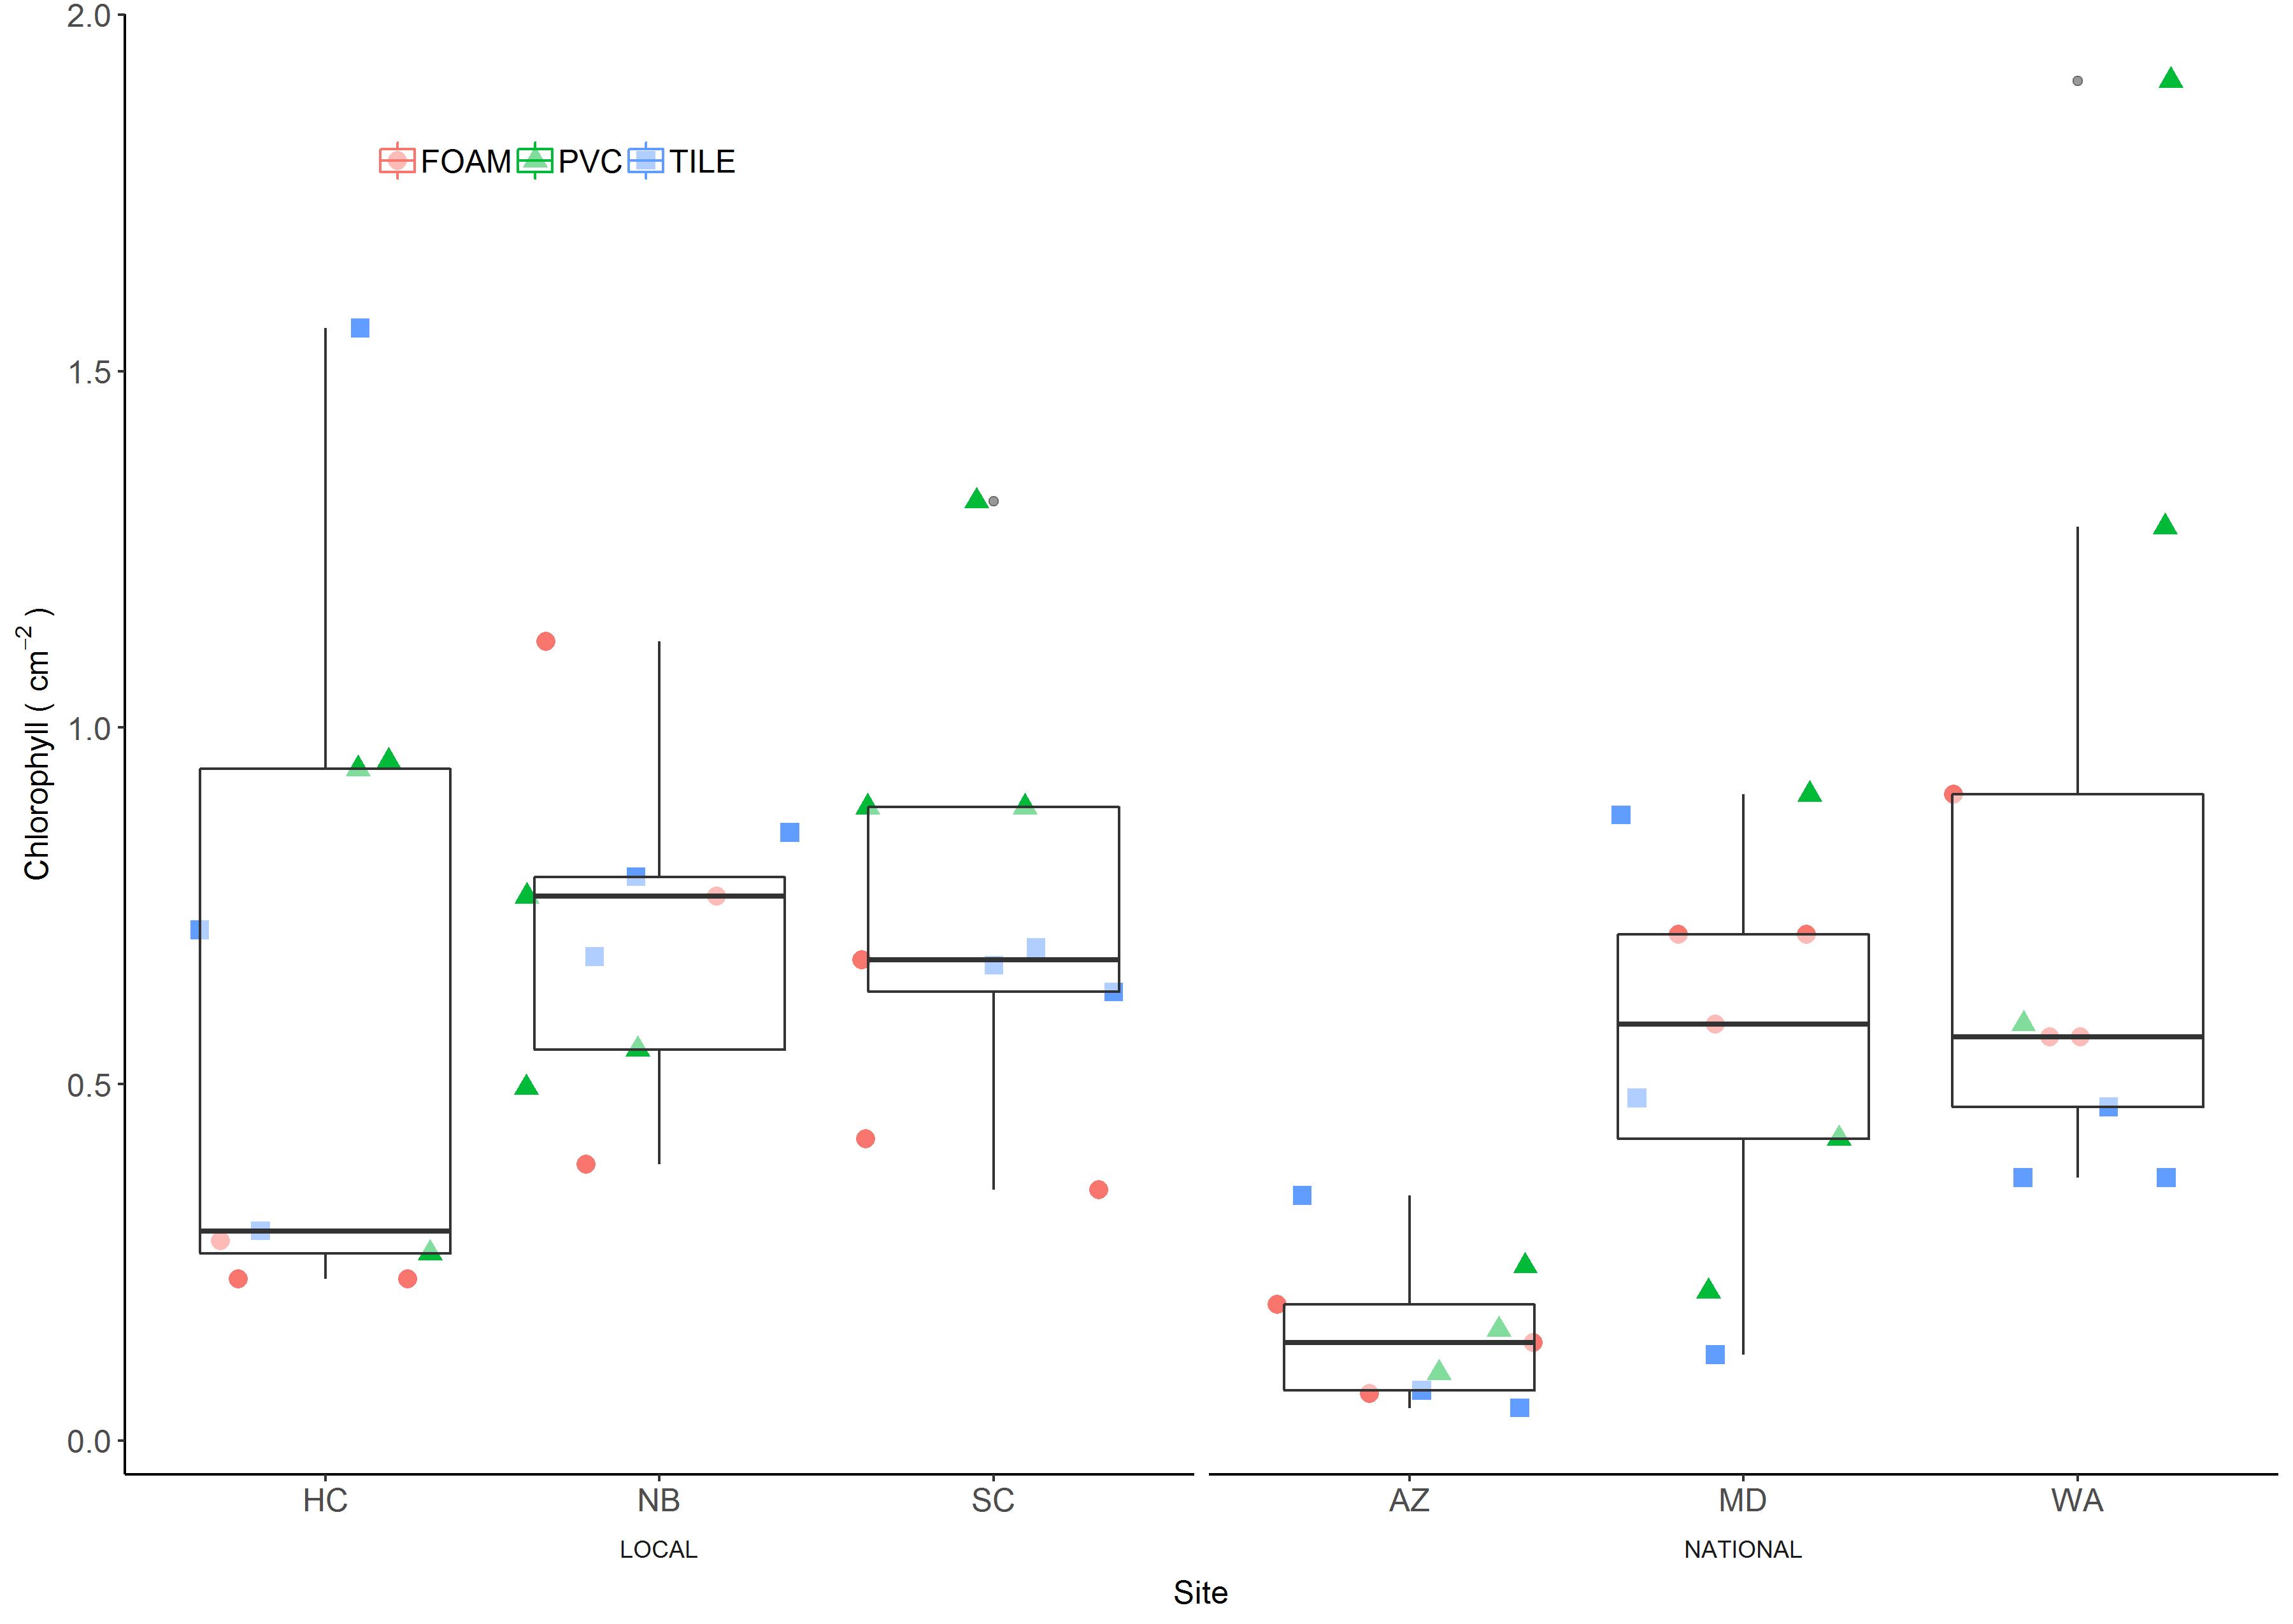 2.0
FOAM PVC TILE
1.5
1.0
Chlorophyll ( cm−2 )
0.5
0.0
HC NB SC AZ MD WA
LOCAL NATIONAL
Site